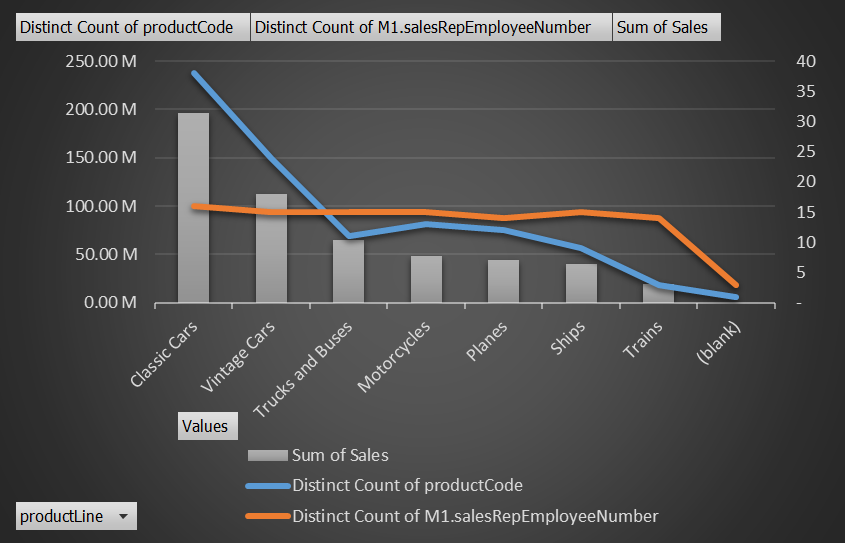 Distinct Count of productCode Distinct Count of M1.salesRepEmployeeNumber Sum of Sales
250.00 M 40
35
200.00 M
30
150.00 M 25
20
100.00 M 15
50.00 M 10
5
0.00 M -
Classic Cars Vintage Cars Trucks and Buses Motorcycles Planes Ships Trains (blank)
Values
Sum of Sales
Distinct Count of productCode
Distinct Count of M1.salesRepEmployeeNumber
productLine